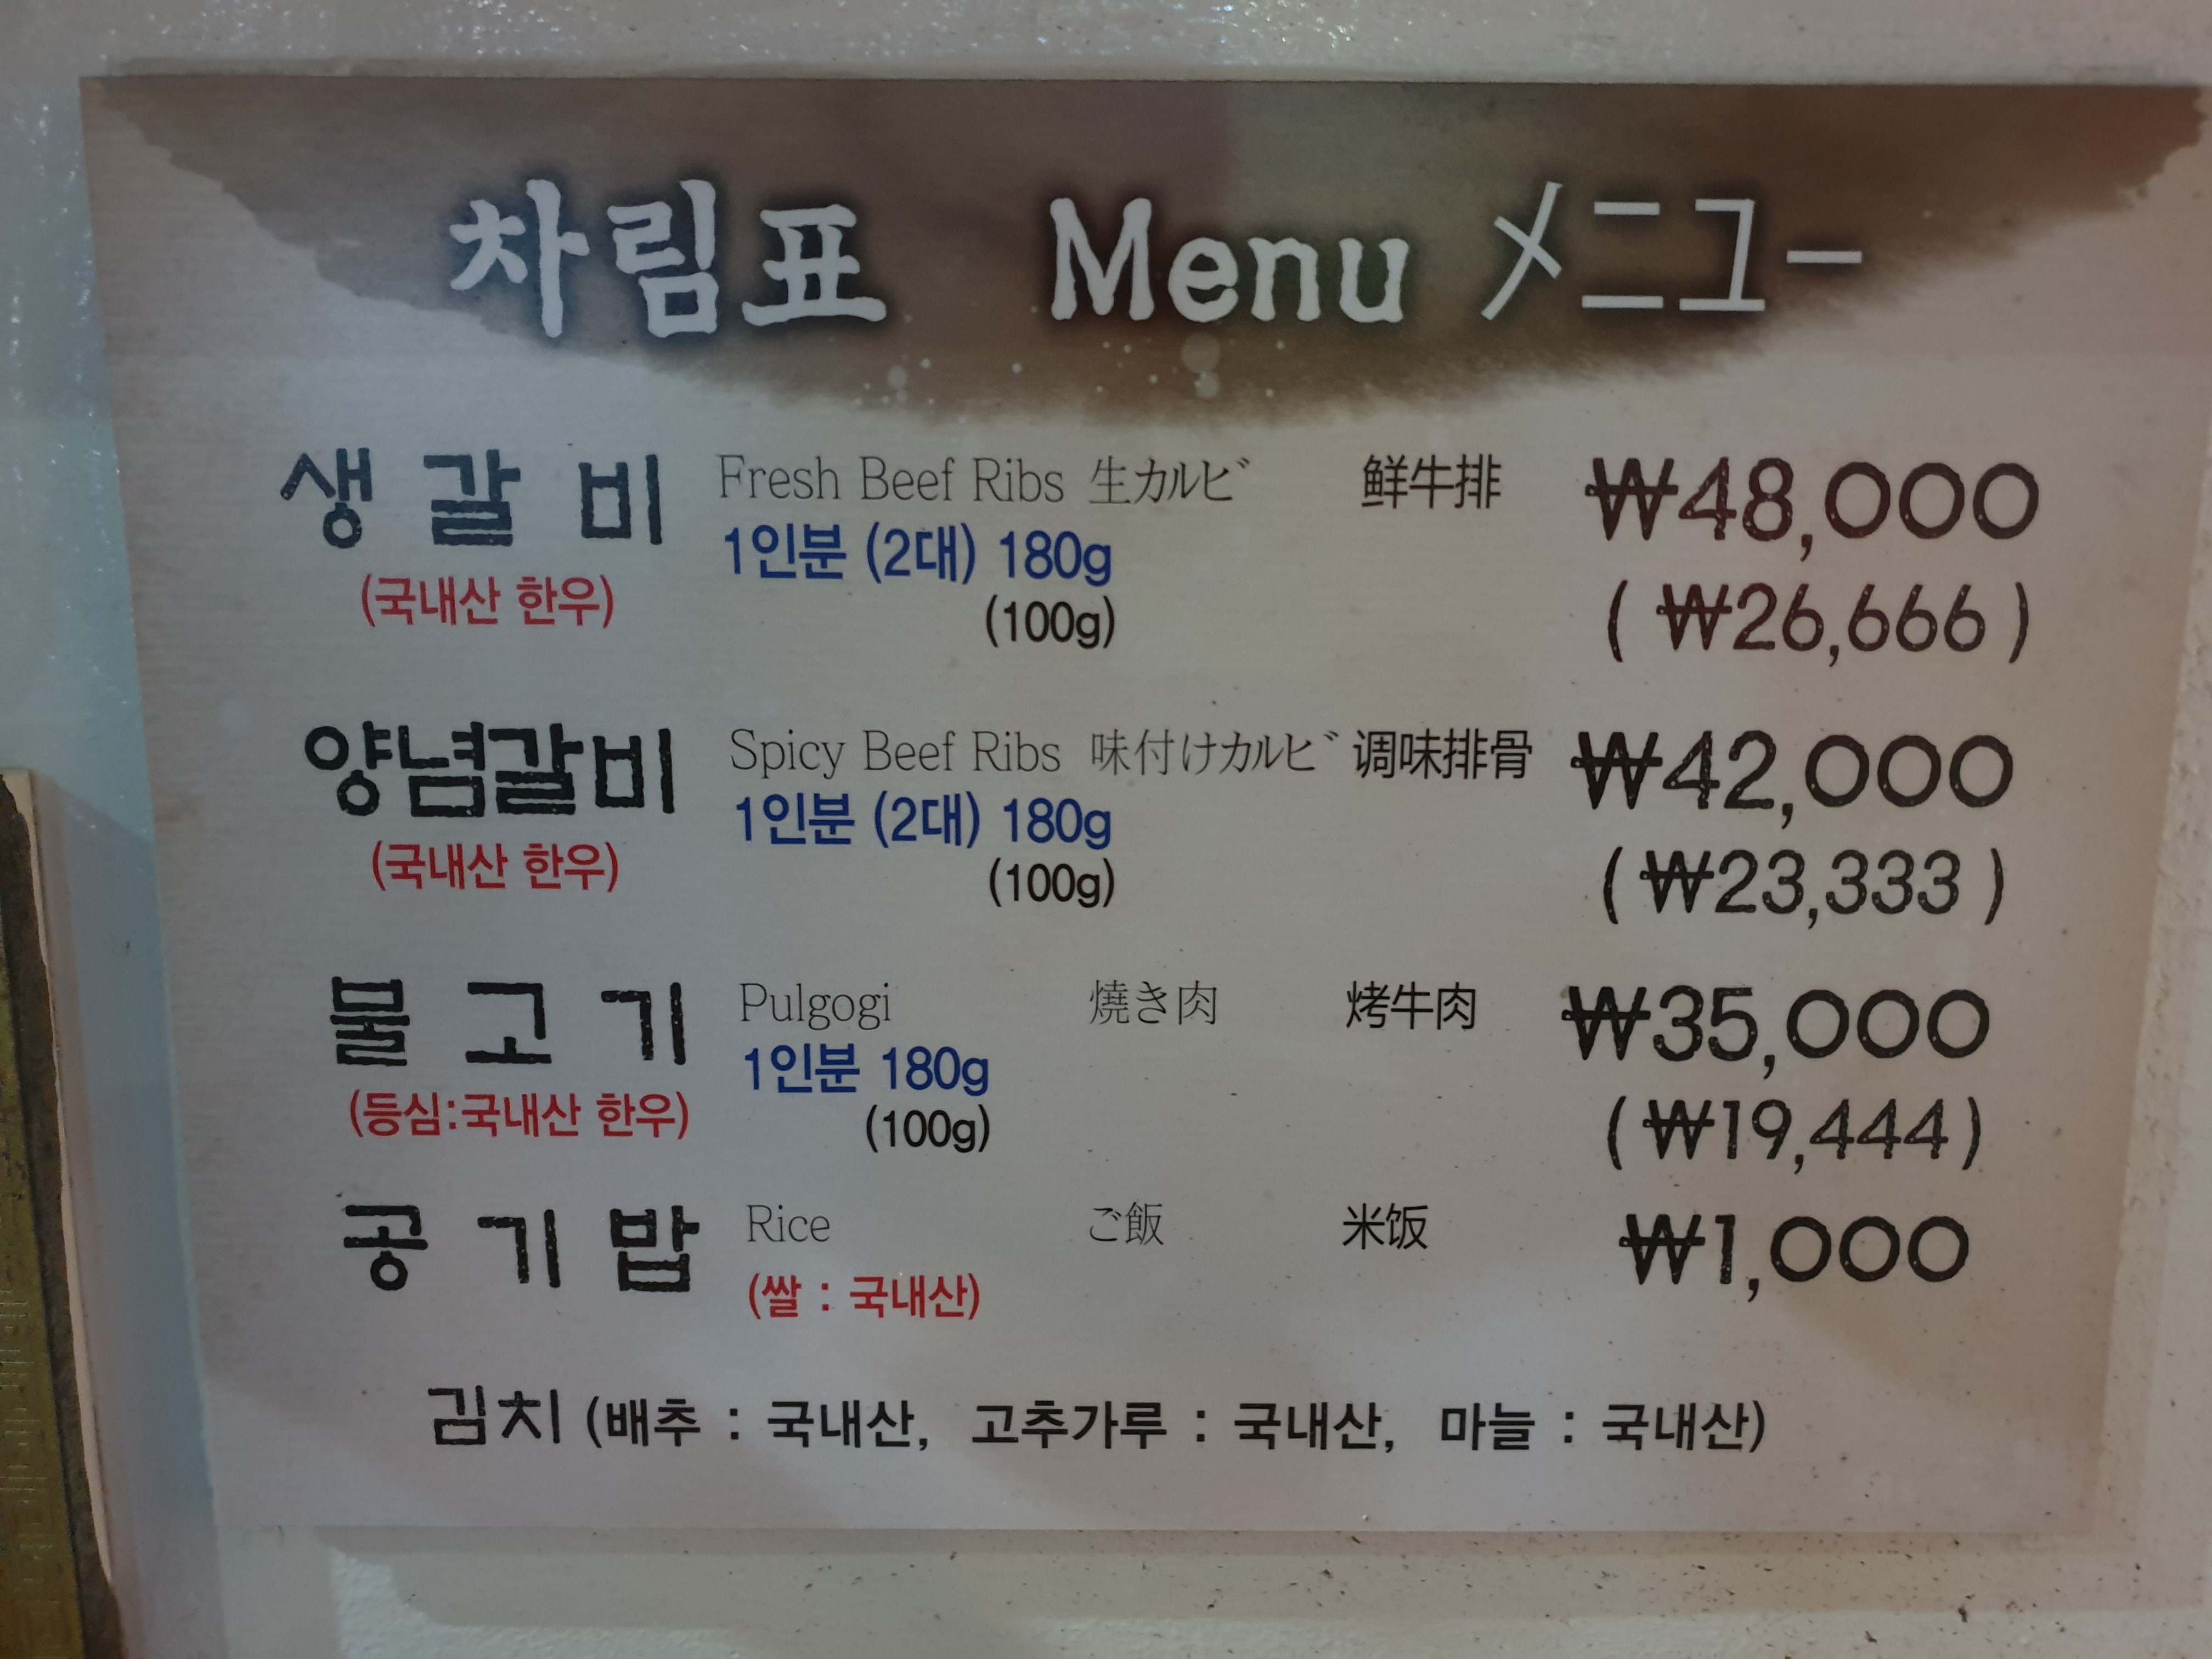 차림표 Menu メニュー
생갈비 Fresh Beef Ribs 生カルビ 鲜牛排 ₩48,000
1인분 (2대) 180g
(국내산 한우) (100g) ( ₩26,666 )
양념갈비 Spicy Beef Ribs 味付けカルビ 调味排骨 ₩42,000
1인분 (2대) 180g
(국내산 한우) (100g) ( ₩23,333 )
불고기 Pulgogi 燒き肉 烤牛肉 ₩35,000
1인분 180g
(등심:국내산 한우) (100g) ( ₩19,444)
공기밥 Rice ご飯 米饭 ₩1,000
(쌀 : 국내산)
김치 (배추 : 국내산, 고추가루 : 국내산, 마늘 : 국내산)